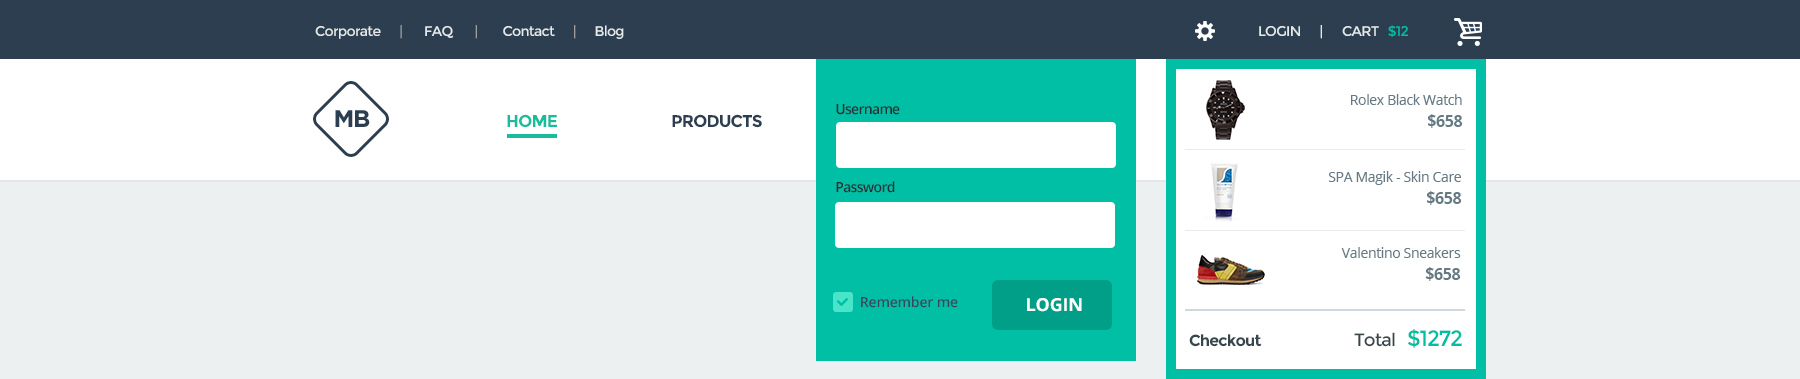 Corporate | FAQ | Contact | Blog
LOGIN | CART $12
MB
HOME
PRODUCTS
Username
Password
Remember me
LOGIN
Rolex Black Watch
$658
SPA Magik - Skin Care
$658
Valentino Sneakers
$658
Checkout
Total $1272